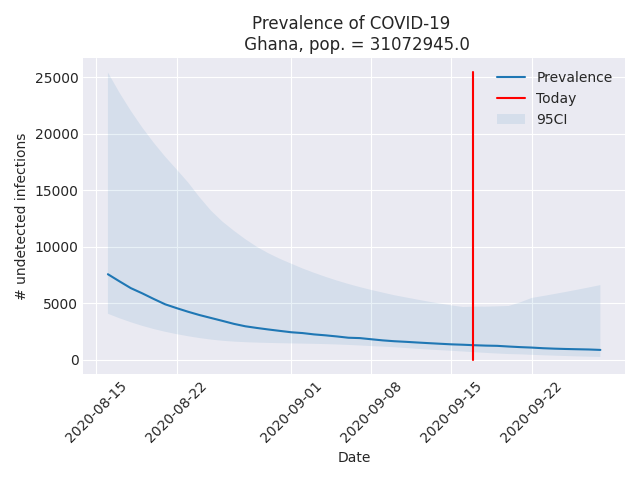 Prevalence of COVID-19
Ghana, pop. = 31072945.0
Prevalence
Today
95CI
# undetected infections
25000
20000
15000
10000
5000
0
2020-08-15
2020-08-22
2020-09-01
2020-09-08
2020-09-15
2020-09-22
Date